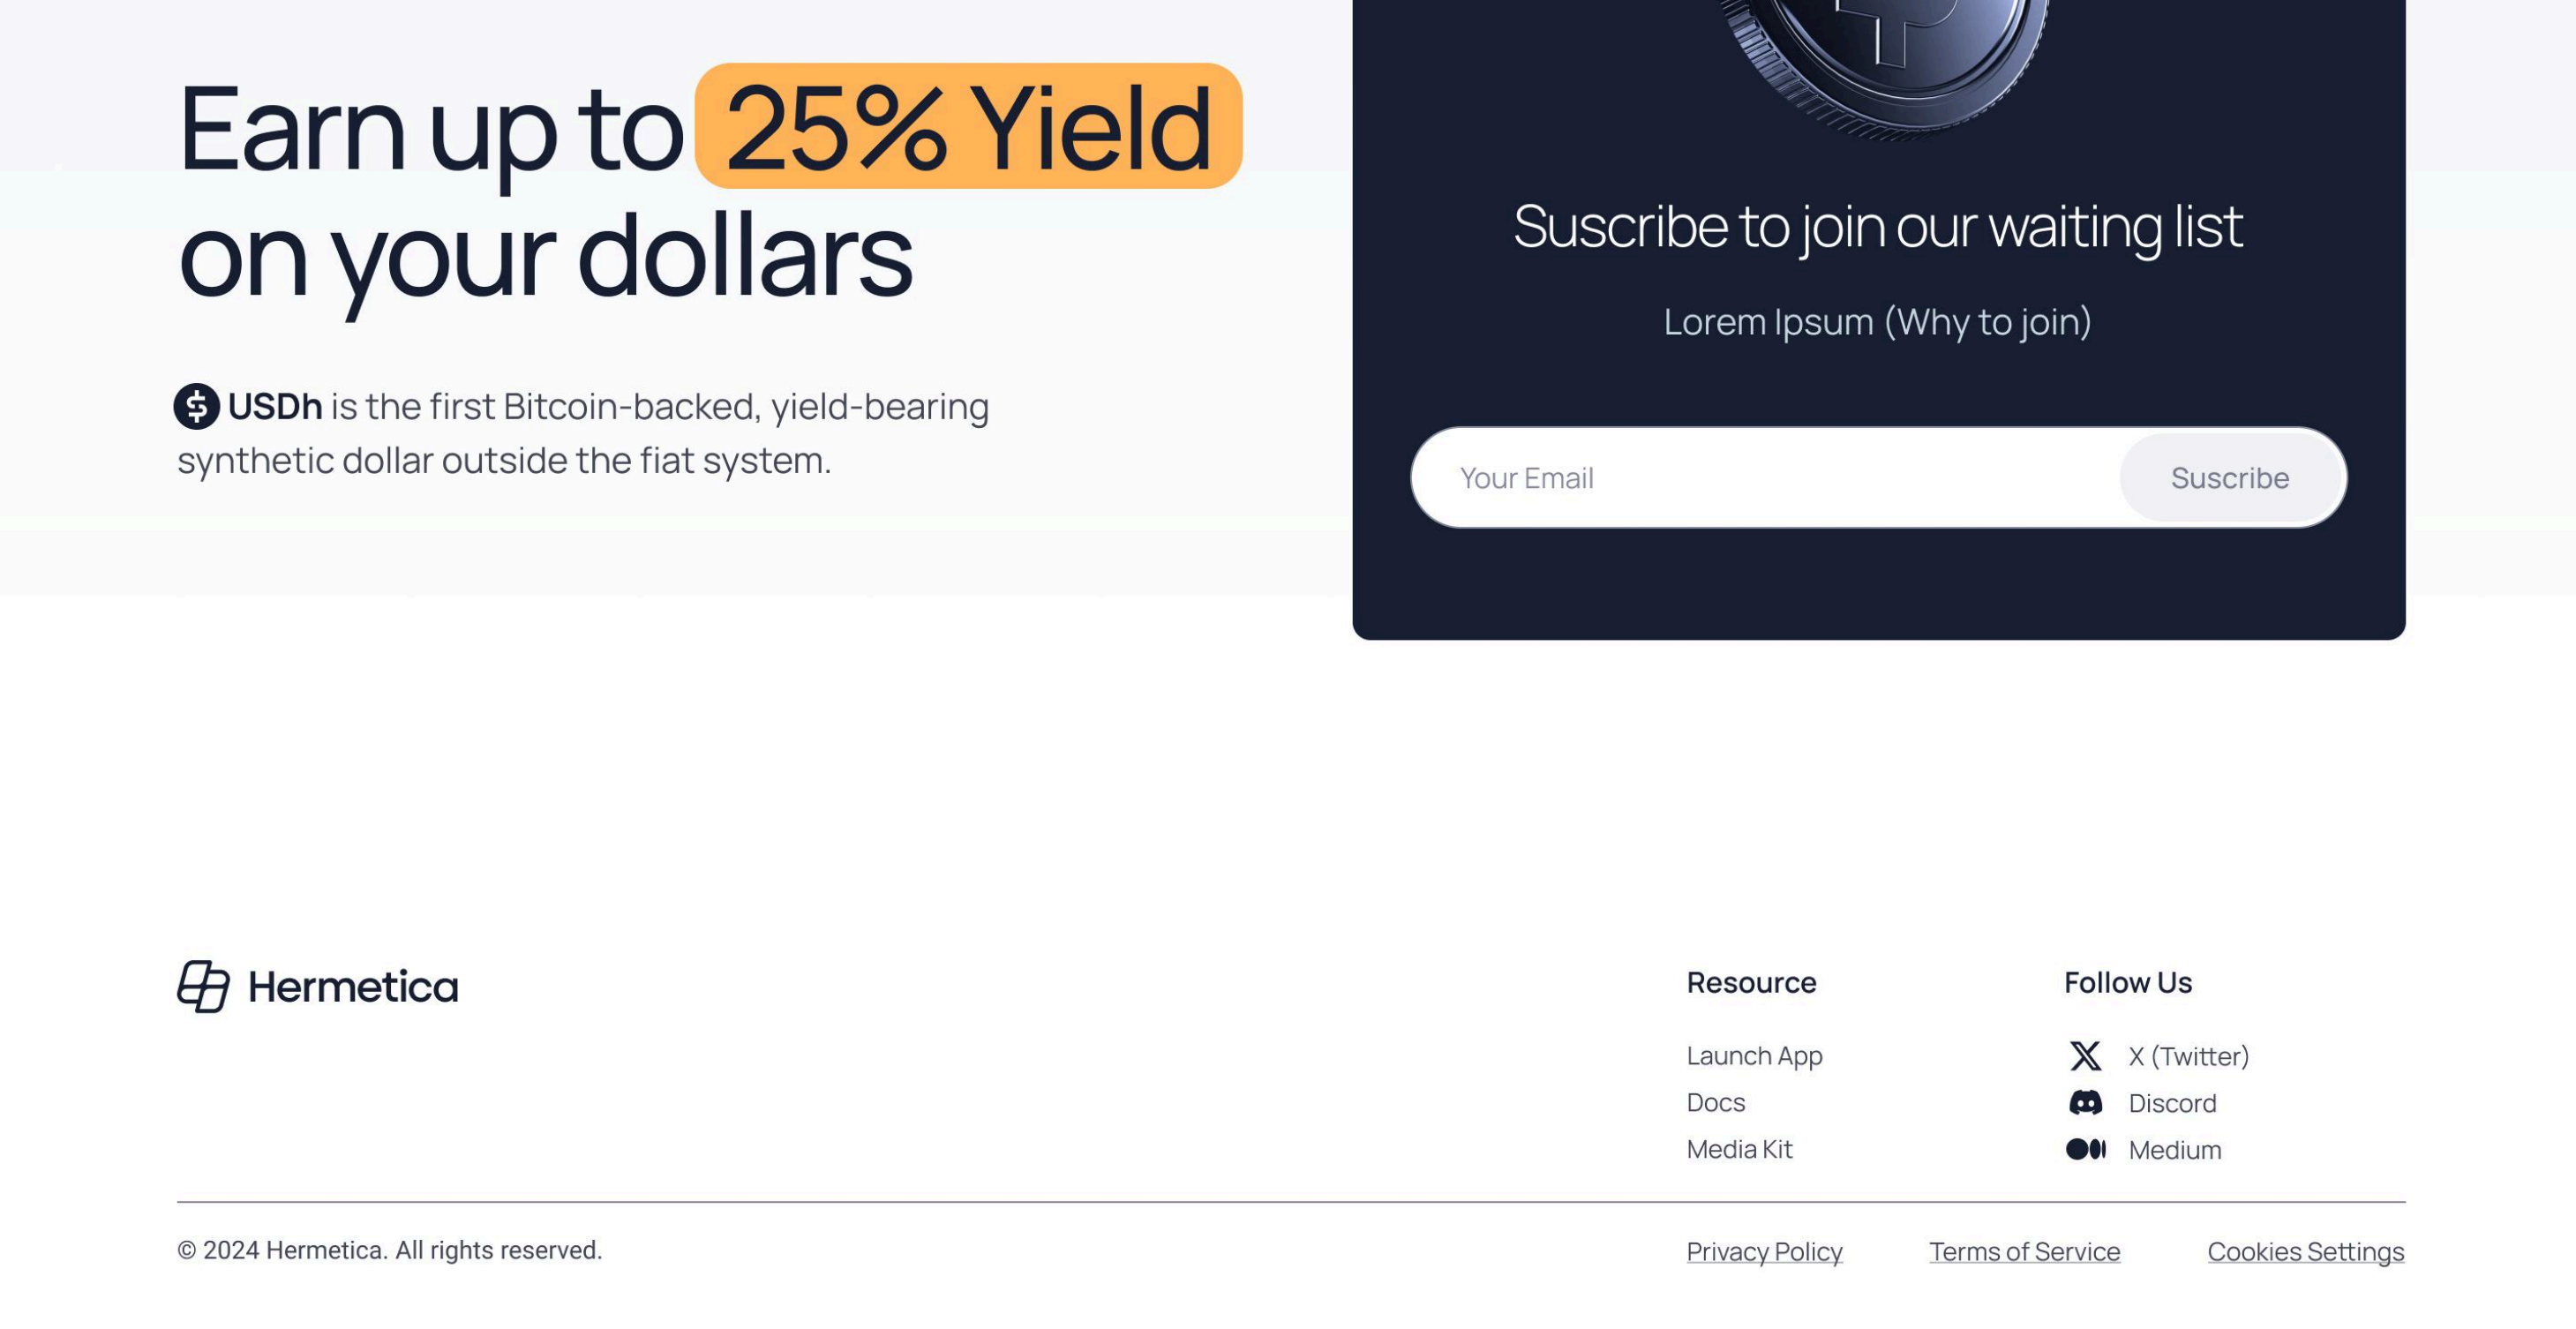 Earn up to 25% Yield
on your dollars
USDh is the first Bitcoin-backed, yield-bearing
synthetic dollar outside the fiat system.
Suscribe to join our waiting list
Lorem Ipsum (Why to join)
Your Email
Suscribe
Hermetica
Resource
Launch App
Docs
Media Kit
Follow Us
X (Twitter)
Discord
Medium
© 2024 Hermetica. All rights reserved.
Privacy Policy
Terms of Service
Cookies Settings